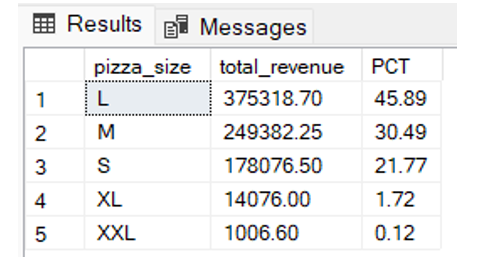 Results Messages
pizza_size total_revenue PCT
1 L 375318.70 45.89
2 M 249382.25 30.49
3 S 178076.50 21.77
4 XL 14076.00 1.72
5 XXL 1006.60 0.12